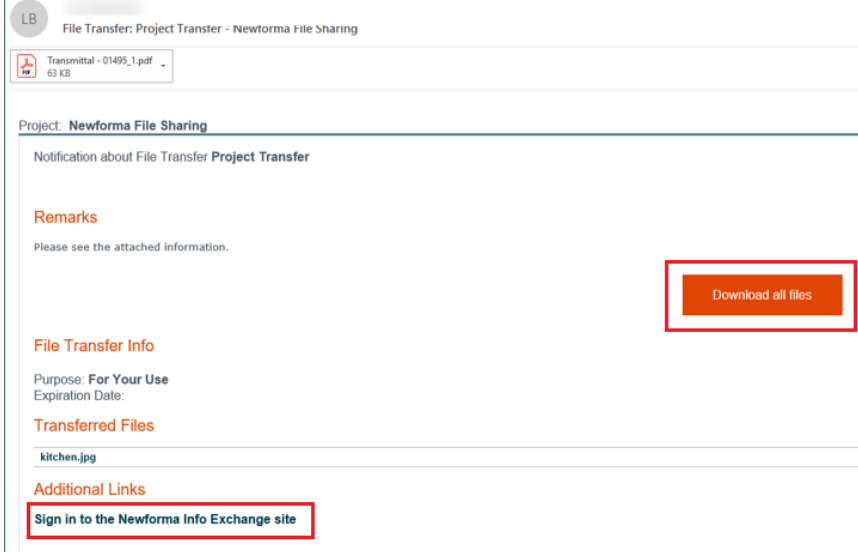 LB
File Transfer: Project Transfer - Newforma File Sharing
PDF
Transmittal - 01495_1.pdf
63 KB
Project: Newforma File Sharing
Notification about File Transfer Project Transfer
Remarks
Please see the attached information.
Download all files
File Transfer Info
Purpose: For Your Use
Expiration Date:
Transferred Files
kitchen.jpg
Additional Links
Sign in to the Newforma Info Exchange site